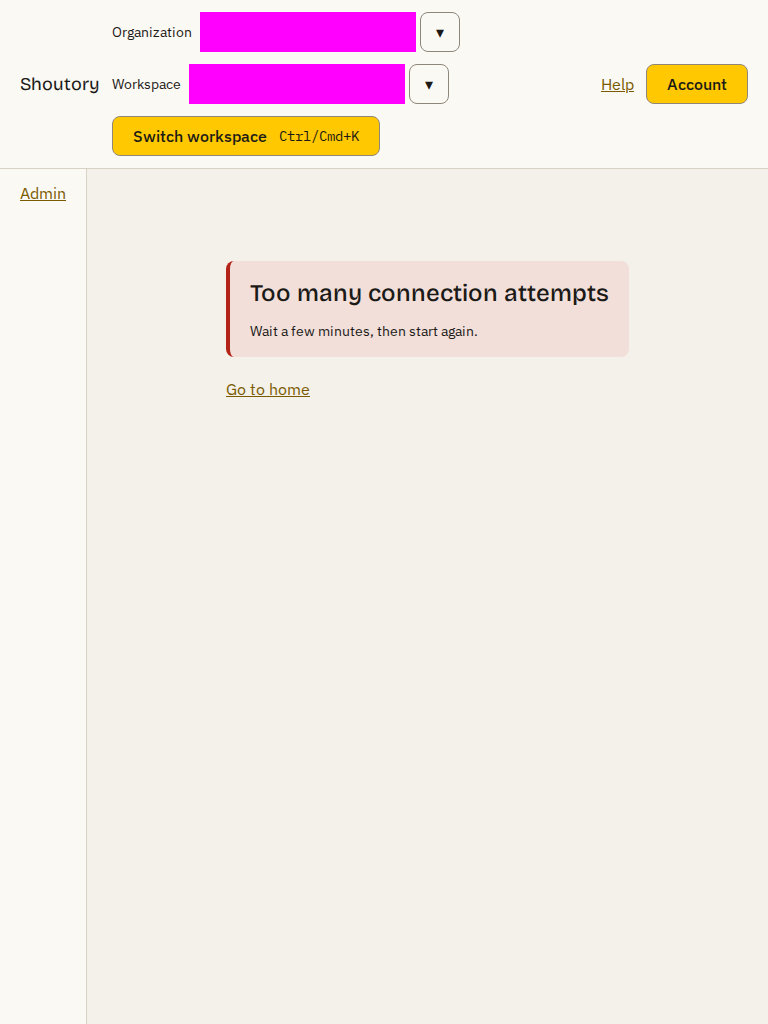 Organization ▼
Shoutory
Workspace ▼
Help
Account
Switch workspace Ctrl/Cmd+K
Admin
Too many connection attempts
Wait a few minutes, then start again.
Go to home